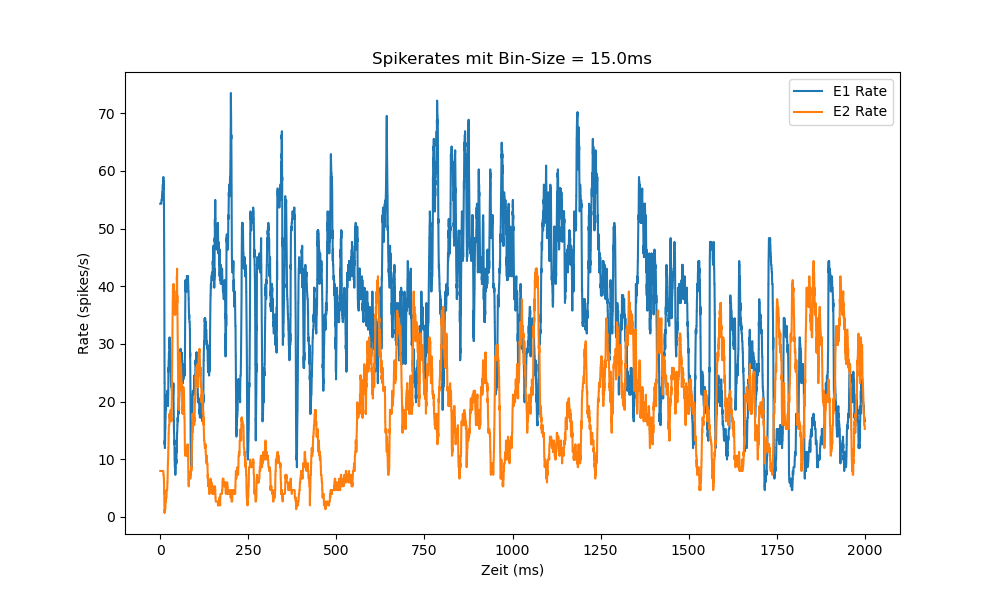 Spikerates mit Bin-Size = 15.0ms
E1 Rate
E2 Rate
Rate (spikes/s)
70
60
50
40
30
20
10
0
0 250 500 750 1000 1250 1500 1750 2000
Zeit (ms)